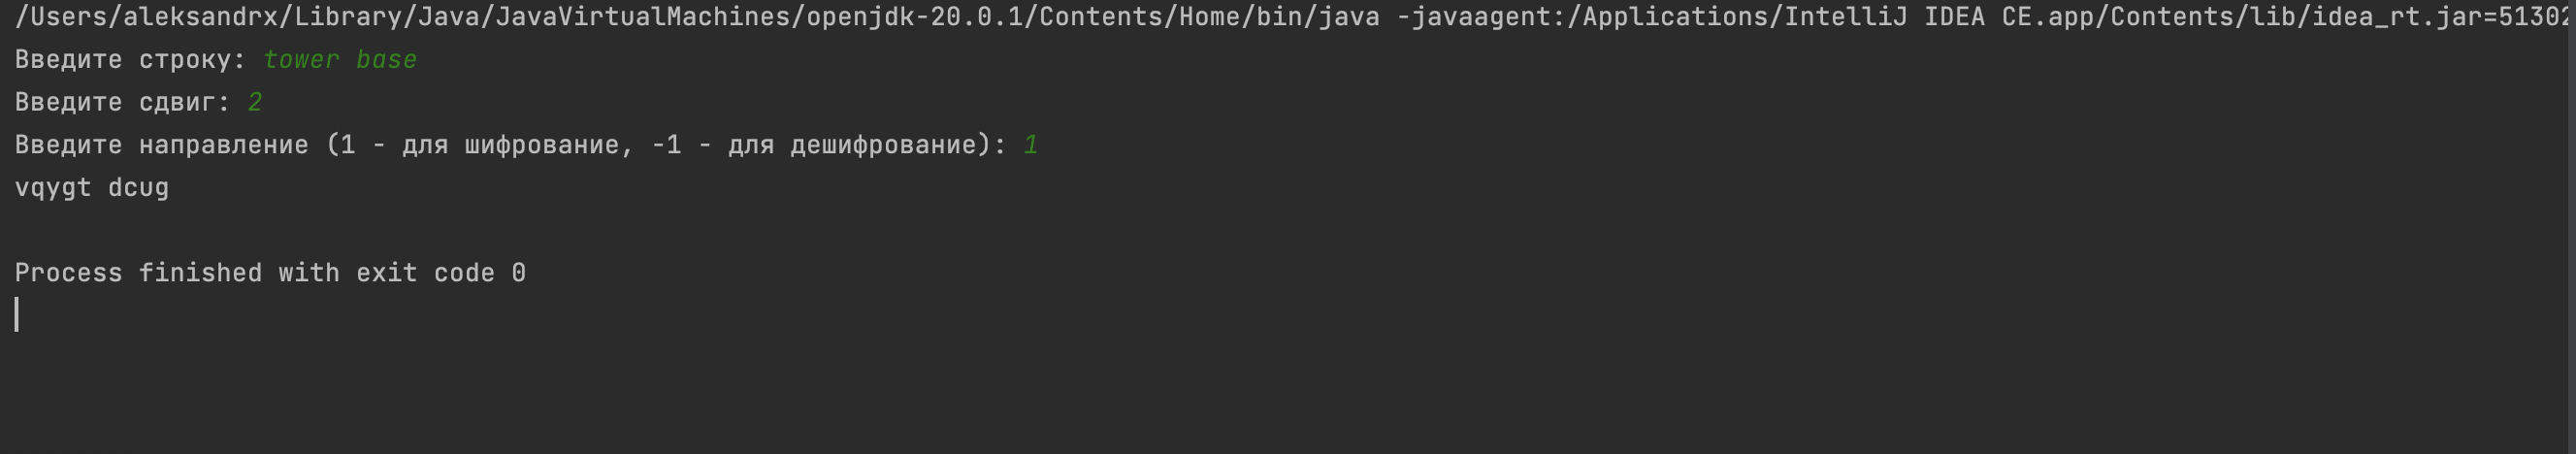 /Users/aleksandrx/Library/Java/JavaVirtualMachines/openjdk-20.0.1/Contents/Home/bin/java -javaagent:/Applications/IntelliJ IDEA CE.app/Contents/lib/idea_rt.jar=51302
Введите строку: tower base
Введите сдвиг: 2
Введите направление (1 - для шифрование, -1 - для дешифрование): 1
vqygt dcug
Process finished with exit code 0